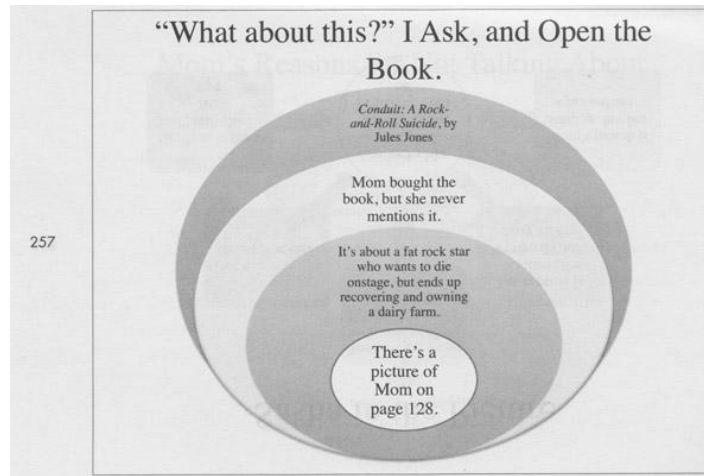 "What about this?" I Ask, and Open the
Book.
Conduit: A Rock-
and-Roll Suicide, by
Jules Jones
Mom bought the
book, but she never
mentions it.
257
It's about a fat rock star
who wants to die
onstage, but ends up
recovering and owning
a dairy farm.
There's a
picture of
Mom on
page 128.